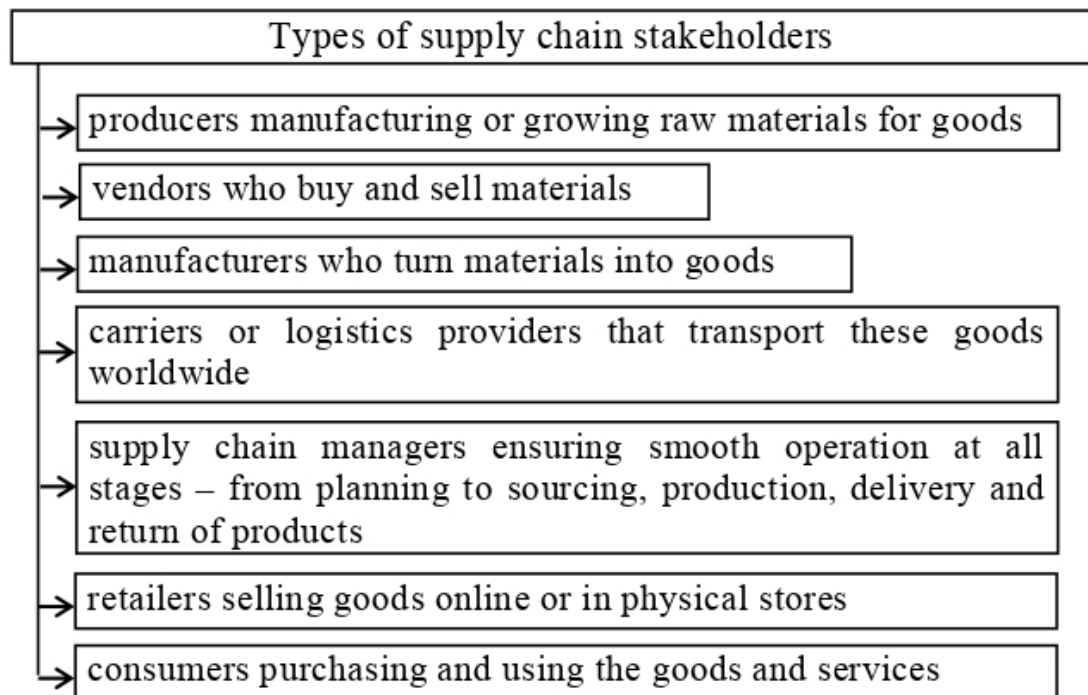 Types of supply chain stakeholders
producers manufacturing or growing raw materials for goods
vendors who buy and sell materials
manufacturers who turn materials into goods
carriers or logistics providers that transport these goods
worldwide
supply chain managers ensuring smooth operation at all
stages – from planning to sourcing, production, delivery and
return of products
retailers selling goods online or in physical stores
consumers purchasing and using the goods and services